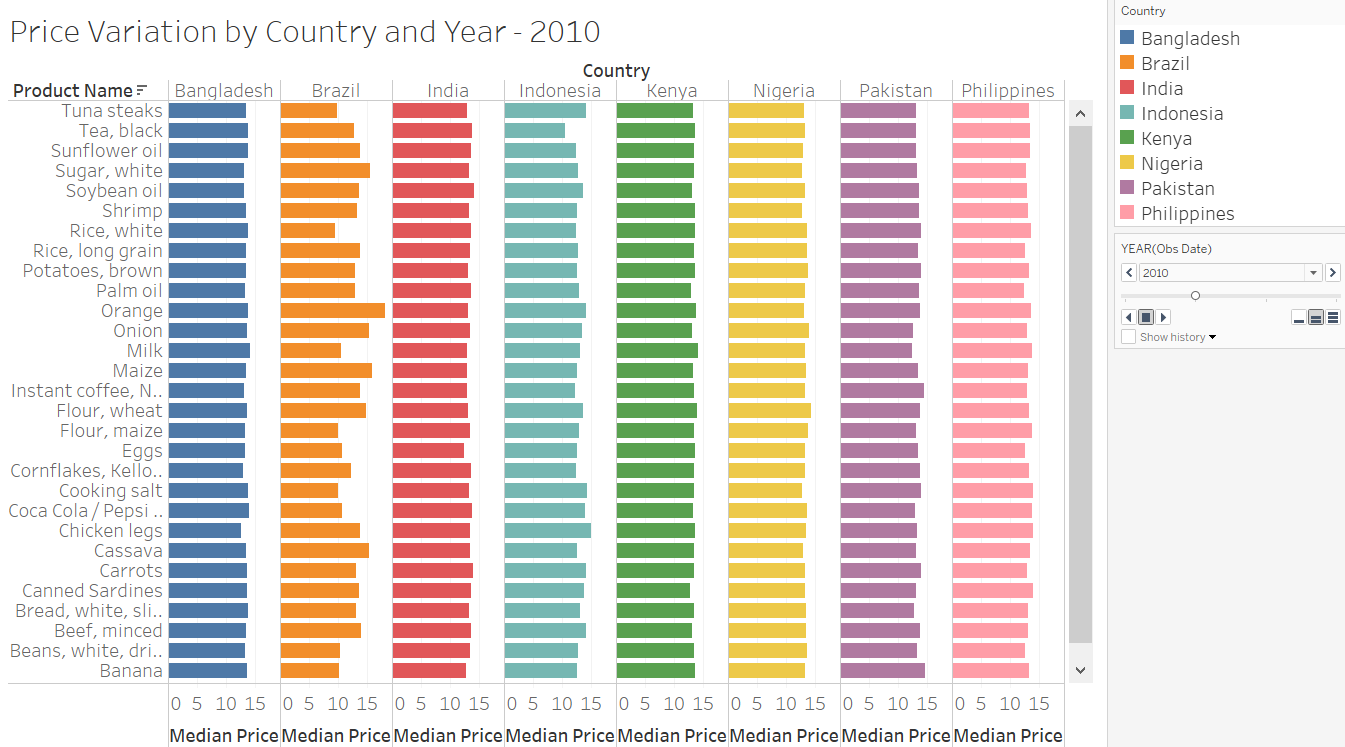 Price Variation by Country and Year - 2010
Country
Product Name Bangladesh Brazil India Indonesia Kenya Nigeria Pakistan Philippines
Tuna steaks
Tea, black
Sunflower oil
Sugar, white
Soybean oil
Shrimp
Rice, white
Rice, long grain
Potatoes, brown
Palm oil
Orange
Onion
Milk
Maize
Instant coffee, N..
Flour, wheat
Flour, maize
Eggs
Cornflakes, Kello..
Cooking salt
Coca Cola / Pepsi ..
Chicken legs
Cassava
Carrots
Canned Sardines
Bread, white, sli..
Beef, minced
Beans, white, dri..
Banana
0 5 10 15 0 5 10 15 0 5 10 15 0 5 10 15 0 5 10 15 0 5 10 15 0 5 10 15 0 5 10 15
Median Price Median Price Median Price Median Price Median Price Median Price Median Price Median Price
Country
Bangladesh
Brazil
India
Indonesia
Kenya
Nigeria
Pakistan
Philippines
YEAR(Obs Date)
2010
Show history